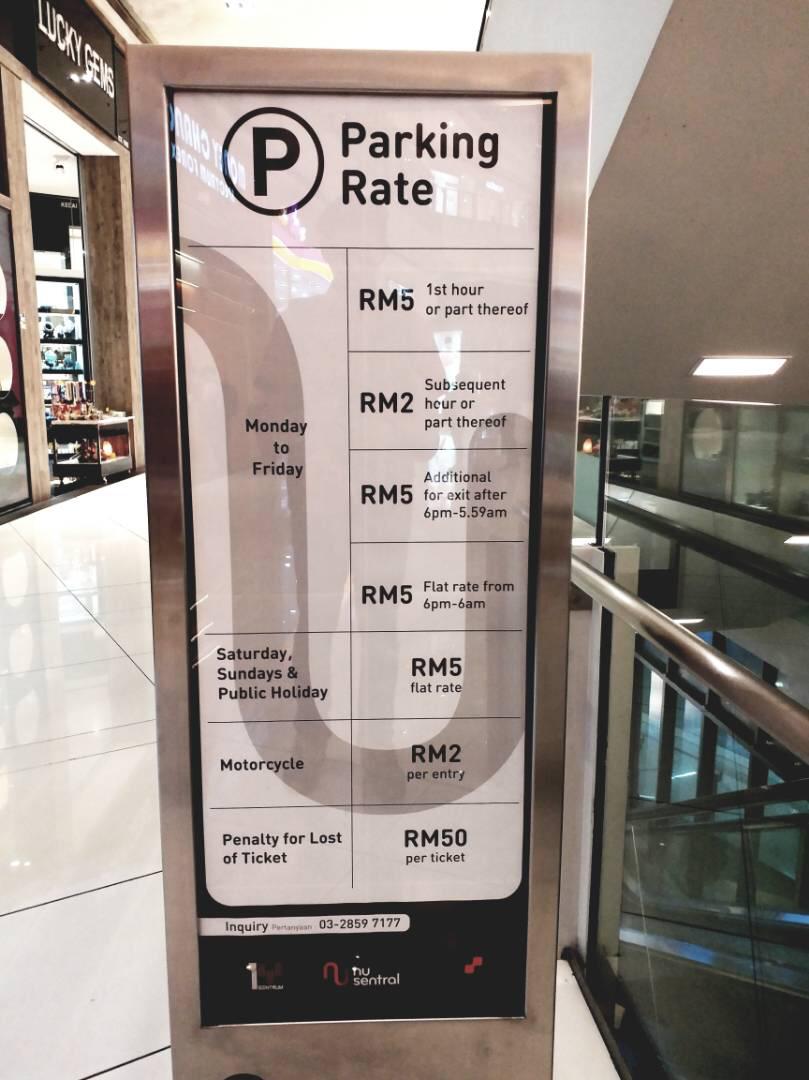 LUCKY GEMS
P
Parking
Rate
Monday
to
Friday
RM5
1st hour
or part thereof
RM2
Subsequent
hour or
part thereof
RM5
Additional
for exit after
6pm-5.59am
RM5
Flat rate from
6pm-6am
Saturday,
Sundays &
Public Holiday
RM5
flat rate
Motorcycle
RM2
per entry
Penalty for Lost
of Ticket
RM50
per ticket
Inquiry Pertanyaan 03-2859 7177
1
SENTRUM
nu
sentral